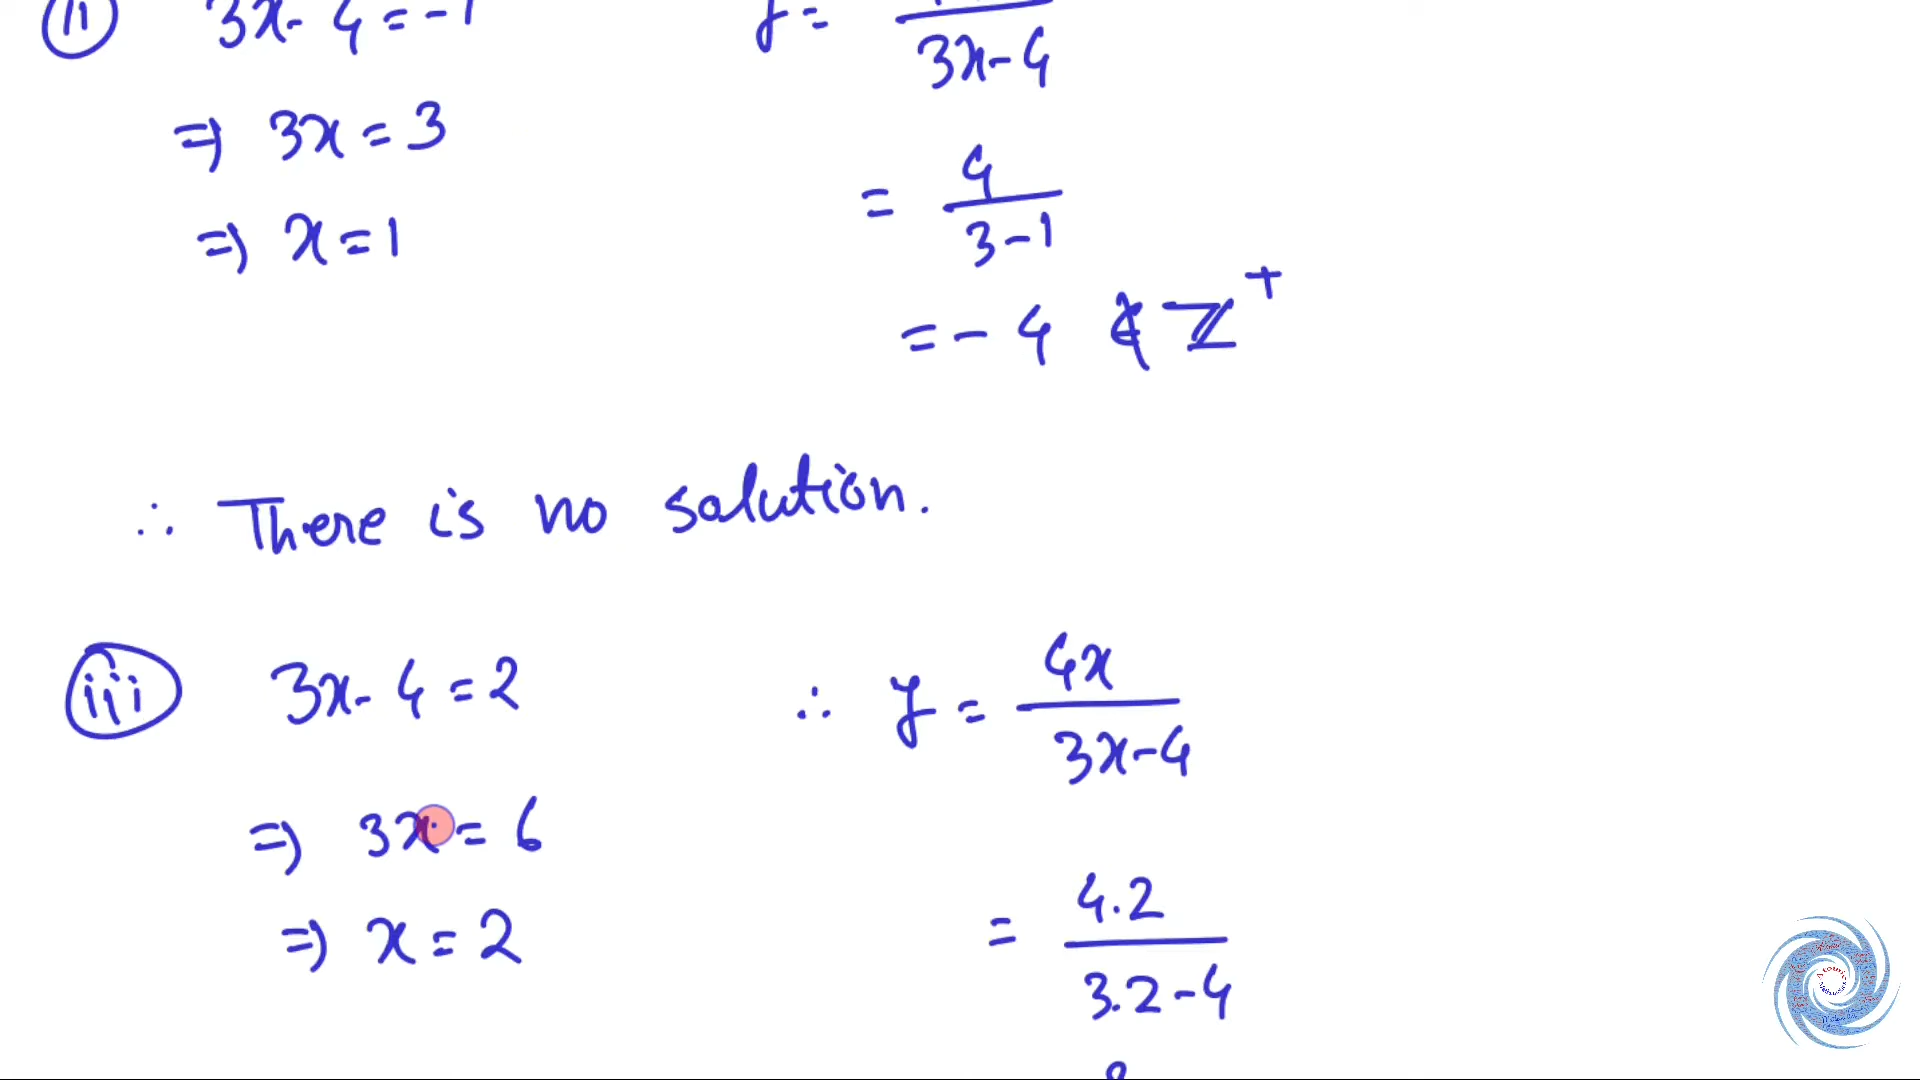 ii 3x - 4 = -1
y = / 3x-4
⇒ 3x = 3
= 4 / 3-1
⇒ x = 1
= -4 ∉ ℤ⁺
∴ There is no solution.
iii 3x - 4 = 2 ∴ y = 4x / 3x-4
⇒ 3x = 6
= 4.2 / 3.2-4
⇒ x = 2